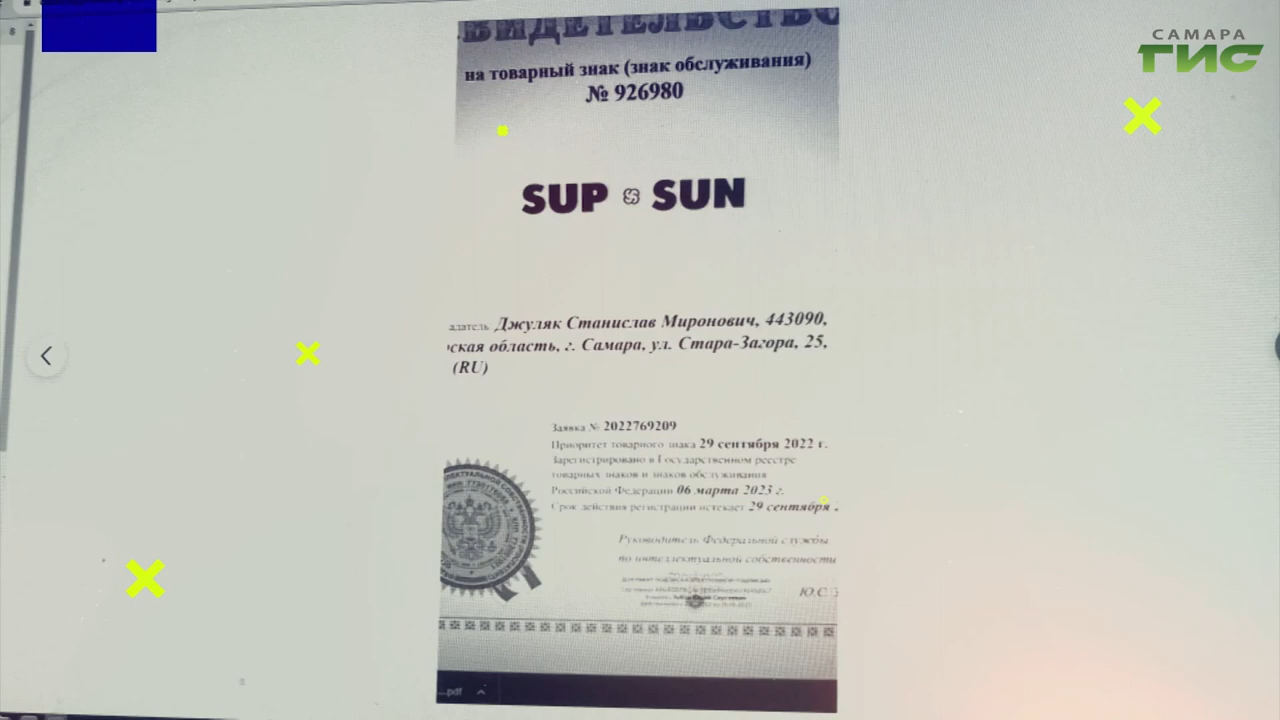 САМАРА
ГИС
ВИДЕТЕЛЬСТВО
на товарный знак (знак обслуживания)
№ 926980
SUP SUN
адатель Джуляк Станислав Миронович, 443090,
ская область, г. Самара, ул. Стара-Загора, 25,
(RU)
Заявка № 2022769209
Приоритет товарного знака 29 сентября 2022 г.
Зарегистрировано в Государственном реестре
товарных знаков и знаков обслуживания
Российской Федерации 06 марта 2023 г.
Срок действия регистрации истекает 29 сентября
Руководитель Федеральной службы
по интеллектуальной собственности
Ю.С.
...pdf